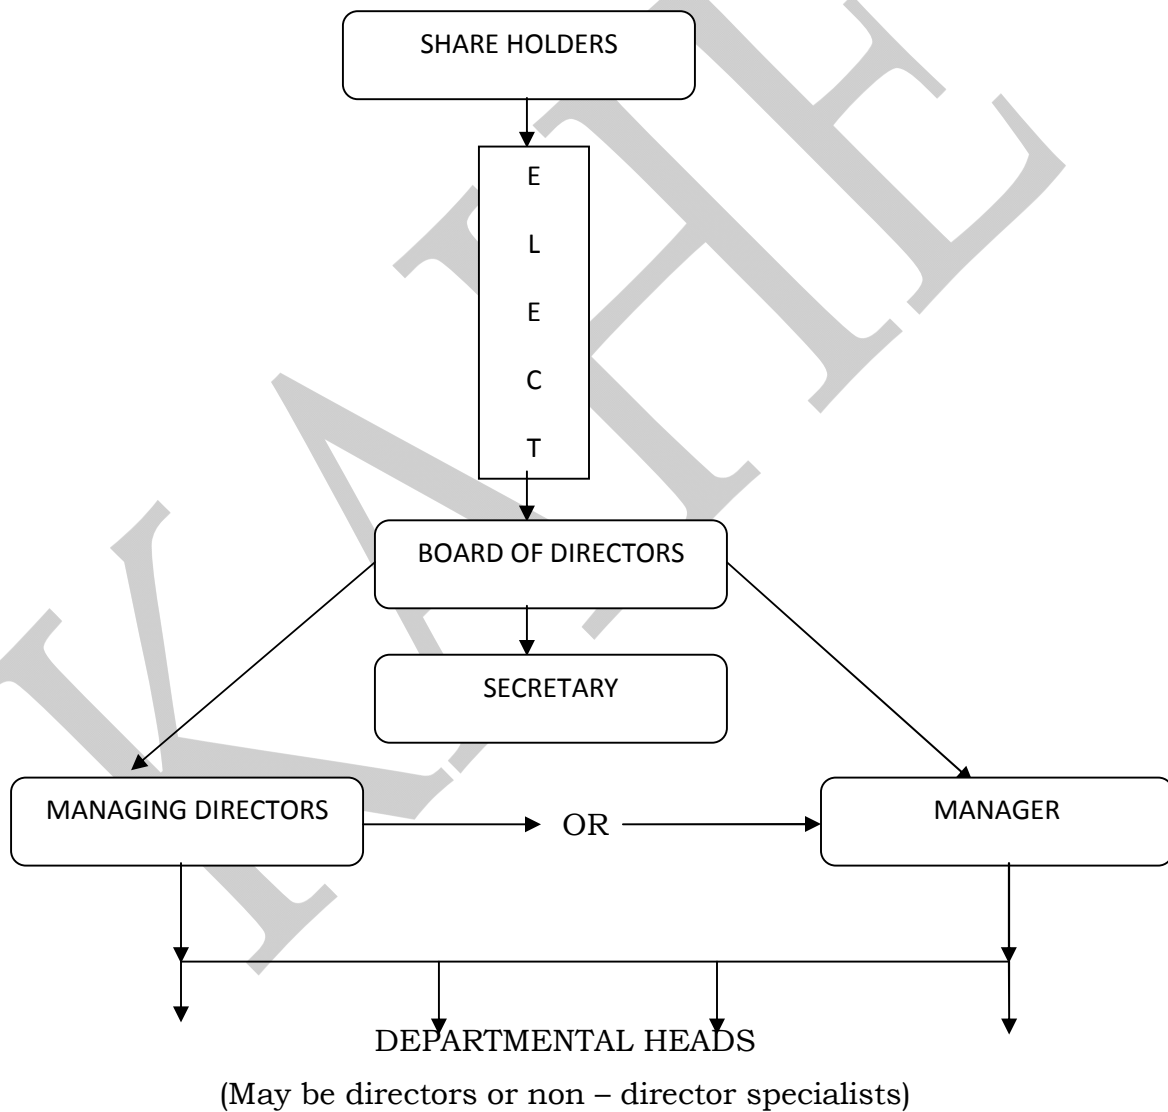 SHARE HOLDERS
E
L
E
C
T
BOARD OF DIRECTORS
SECRETARY
MANAGING DIRECTORS
OR
MANAGER
DEPARTMENTAL HEADS
(May be directors or non – director specialists)
KAHE